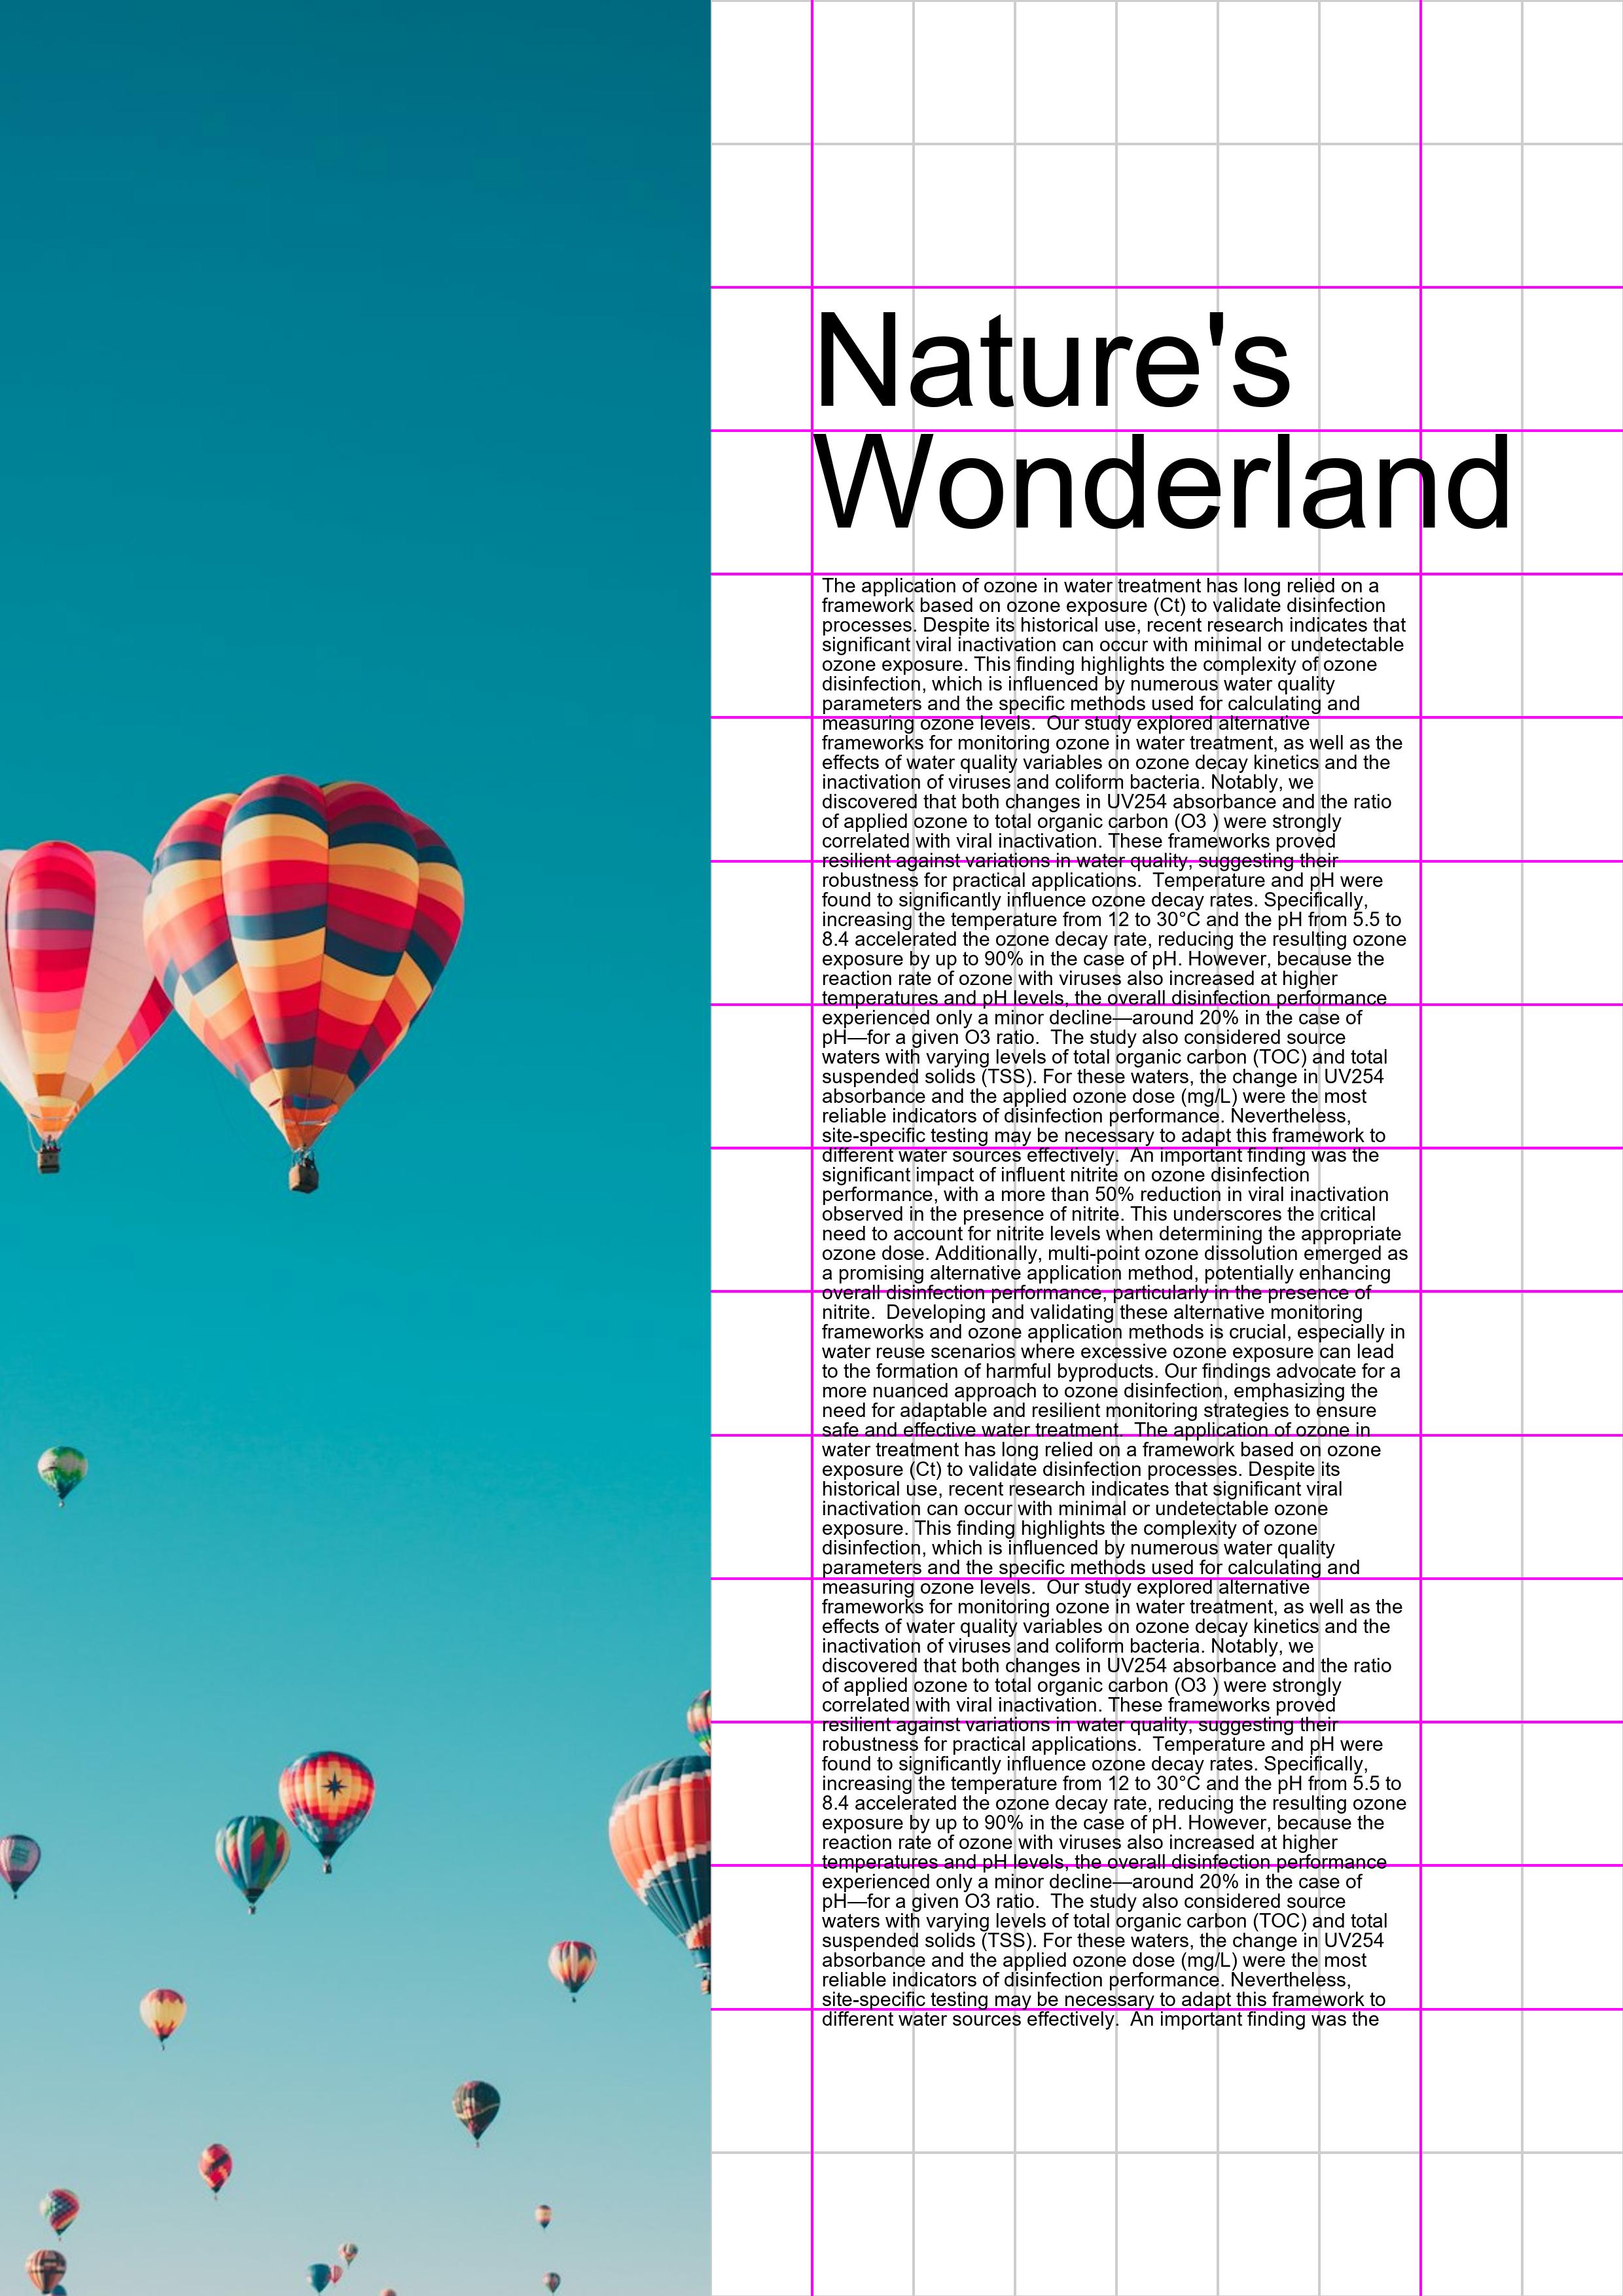 Nature's
Wonderland
The application of ozone in water treatment has long relied on a
framework based on ozone exposure (Ct) to validate disinfection
processes. Despite its historical use, recent research indicates that
significant viral inactivation can occur with minimal or undetectable
ozone exposure. This finding highlights the complexity of ozone
disinfection, which is influenced by numerous water quality
parameters and the specific methods used for calculating and
measuring ozone levels.  Our study explored alternative
frameworks for monitoring ozone in water treatment, as well as the
effects of water quality variables on ozone decay kinetics and the
inactivation of viruses and coliform bacteria. Notably, we
discovered that both changes in UV254 absorbance and the ratio
of applied ozone to total organic carbon (O3 ) were strongly
correlated with viral inactivation. These frameworks proved
resilient against variations in water quality, suggesting their
robustness for practical applications.  Temperature and pH were
found to significantly influence ozone decay rates. Specifically,
increasing the temperature from 12 to 30°C and the pH from 5.5 to
8.4 accelerated the ozone decay rate, reducing the resulting ozone
exposure by up to 90% in the case of pH. However, because the
reaction rate of ozone with viruses also increased at higher
temperatures and pH levels, the overall disinfection performance
experienced only a minor decline—around 20% in the case of
pH—for a given O3 ratio.  The study also considered source
waters with varying levels of total organic carbon (TOC) and total
suspended solids (TSS). For these waters, the change in UV254
absorbance and the applied ozone dose (mg/L) were the most
reliable indicators of disinfection performance. Nevertheless,
site-specific testing may be necessary to adapt this framework to
different water sources effectively.  An important finding was the
significant impact of influent nitrite on ozone disinfection
performance, with a more than 50% reduction in viral inactivation
observed in the presence of nitrite. This underscores the critical
need to account for nitrite levels when determining the appropriate
ozone dose. Additionally, multi-point ozone dissolution emerged as
a promising alternative application method, potentially enhancing
overall disinfection performance, particularly in the presence of
nitrite.  Developing and validating these alternative monitoring
frameworks and ozone application methods is crucial, especially in
water reuse scenarios where excessive ozone exposure can lead
to the formation of harmful byproducts. Our findings advocate for a
more nuanced approach to ozone disinfection, emphasizing the
need for adaptable and resilient monitoring strategies to ensure
safe and effective water treatment.  The application of ozone in
water treatment has long relied on a framework based on ozone
exposure (Ct) to validate disinfection processes. Despite its
historical use, recent research indicates that significant viral
inactivation can occur with minimal or undetectable ozone
exposure. This finding highlights the complexity of ozone
disinfection, which is influenced by numerous water quality
parameters and the specific methods used for calculating and
measuring ozone levels.  Our study explored alternative
frameworks for monitoring ozone in water treatment, as well as the
effects of water quality variables on ozone decay kinetics and the
inactivation of viruses and coliform bacteria. Notably, we
discovered that both changes in UV254 absorbance and the ratio
of applied ozone to total organic carbon (O3 ) were strongly
correlated with viral inactivation. These frameworks proved
resilient against variations in water quality, suggesting their
robustness for practical applications.  Temperature and pH were
found to significantly influence ozone decay rates. Specifically,
increasing the temperature from 12 to 30°C and the pH from 5.5 to
8.4 accelerated the ozone decay rate, reducing the resulting ozone
exposure by up to 90% in the case of pH. However, because the
reaction rate of ozone with viruses also increased at higher
temperatures and pH levels, the overall disinfection performance
experienced only a minor decline—around 20% in the case of
pH—for a given O3 ratio.  The study also considered source
waters with varying levels of total organic carbon (TOC) and total
suspended solids (TSS). For these waters, the change in UV254
absorbance and the applied ozone dose (mg/L) were the most
reliable indicators of disinfection performance. Nevertheless,
site-specific testing may be necessary to adapt this framework to
different water sources effectively.  An important finding was the